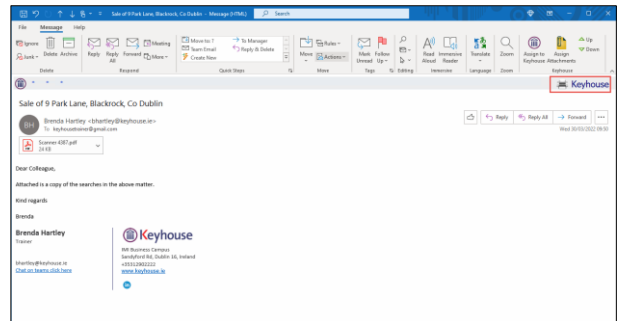 Sale of 9 Park Lane, Blackrock, Co Dublin - Message (HTML)
Search
File Message Help
Ignore
Junk
Delete Archive
Reply Reply All Forward
Meeting
More
Move to: ?
Team Email
Create New
To Manager
Reply & Delete
Move
Rules
Actions
Mark Unread
Follow Up
Read Aloud
Immersive Reader
Translate
Zoom
Assign to Keyhouse
Assign Attachments
Up
Down
Delete Respond Quick Steps Move Tags Editing Immersive Language Zoom Keyhouse
Keyhouse
Sale of 9 Park Lane, Blackrock, Co Dublin
BH
Brenda Hartley <bhartley@keyhouse.ie>
To keyhousetrainer@gmail.com
Reply Reply All Forward
Wed 30/03/2022 09:50
Scanner4387.pdf
24 KB
Dear Colleague,
Attached is a copy of the searches in the above matter.
Kind regards
Brenda
Brenda Hartley
Trainer
bhartley@keyhouse.ie
Chat on teams click here
Keyhouse
IMI Business Campus
Sandyford Rd, Dublin 16, Ireland
+35312902222
www.keyhouse.ie